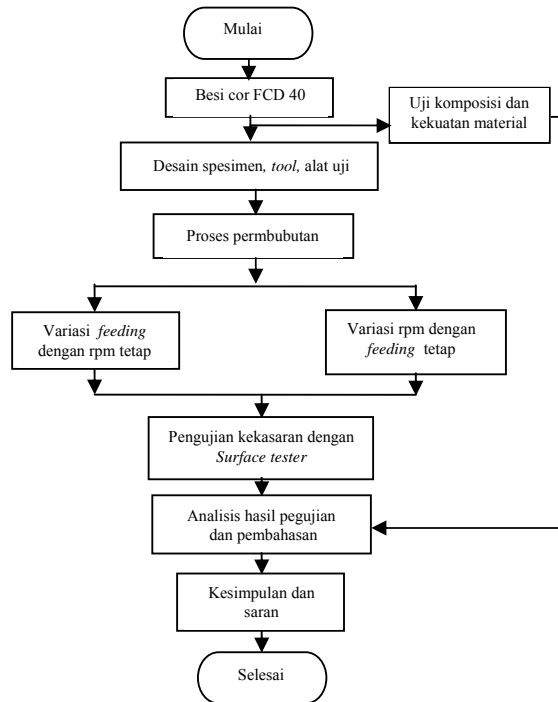 Mulai
Besi cor FCD 40
Uji komposisi dan
kekuatan material
Desain spesimen, tool, alat uji
Proses permbubutan
Variasi feeding
dengan rpm tetap
Variasi rpm dengan
feeding tetap
Pengujian kekasaran dengan
Surface tester
Analisis hasil pegujian
dan pembahasan
Kesimpulan dan
saran
Selesai